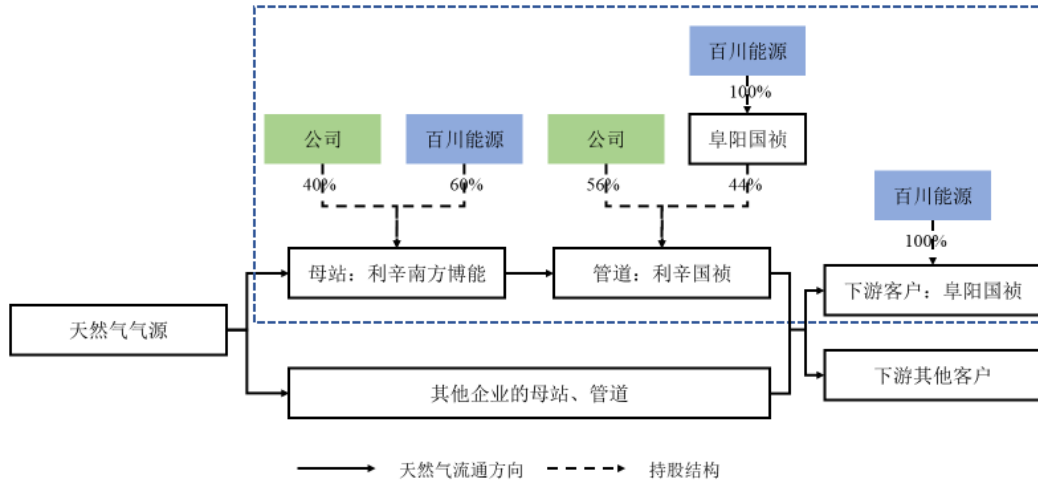 百川能源
100%
公司
百川能源
公司
阜阳国祯
40%
60%
56%
44%
百川能源
100%
母站：利辛南方博能
管道：利辛国祯
下游客户：阜阳国祯
天然气气源
其他企业的母站、管道
下游其他客户
天然气流通方向
持股结构